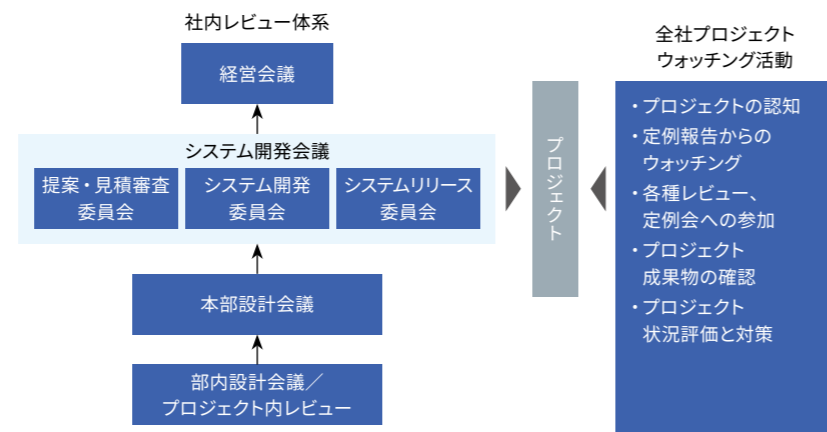 社内レビュー体系
経営会議
システム開発会議
提案・見積審査
委員会
システム開発
委員会
システムリリース
委員会
本部設計会議
部内設計会議／
プロジェクト内レビュー
プロジェクト
全社プロジェクト
ウォッチング活動
・プロジェクトの認知
・定例報告からの
ウォッチング
・各種レビュー、
定例会への参加
・プロジェクト
成果物の確認
・プロジェクト
状況評価と対策